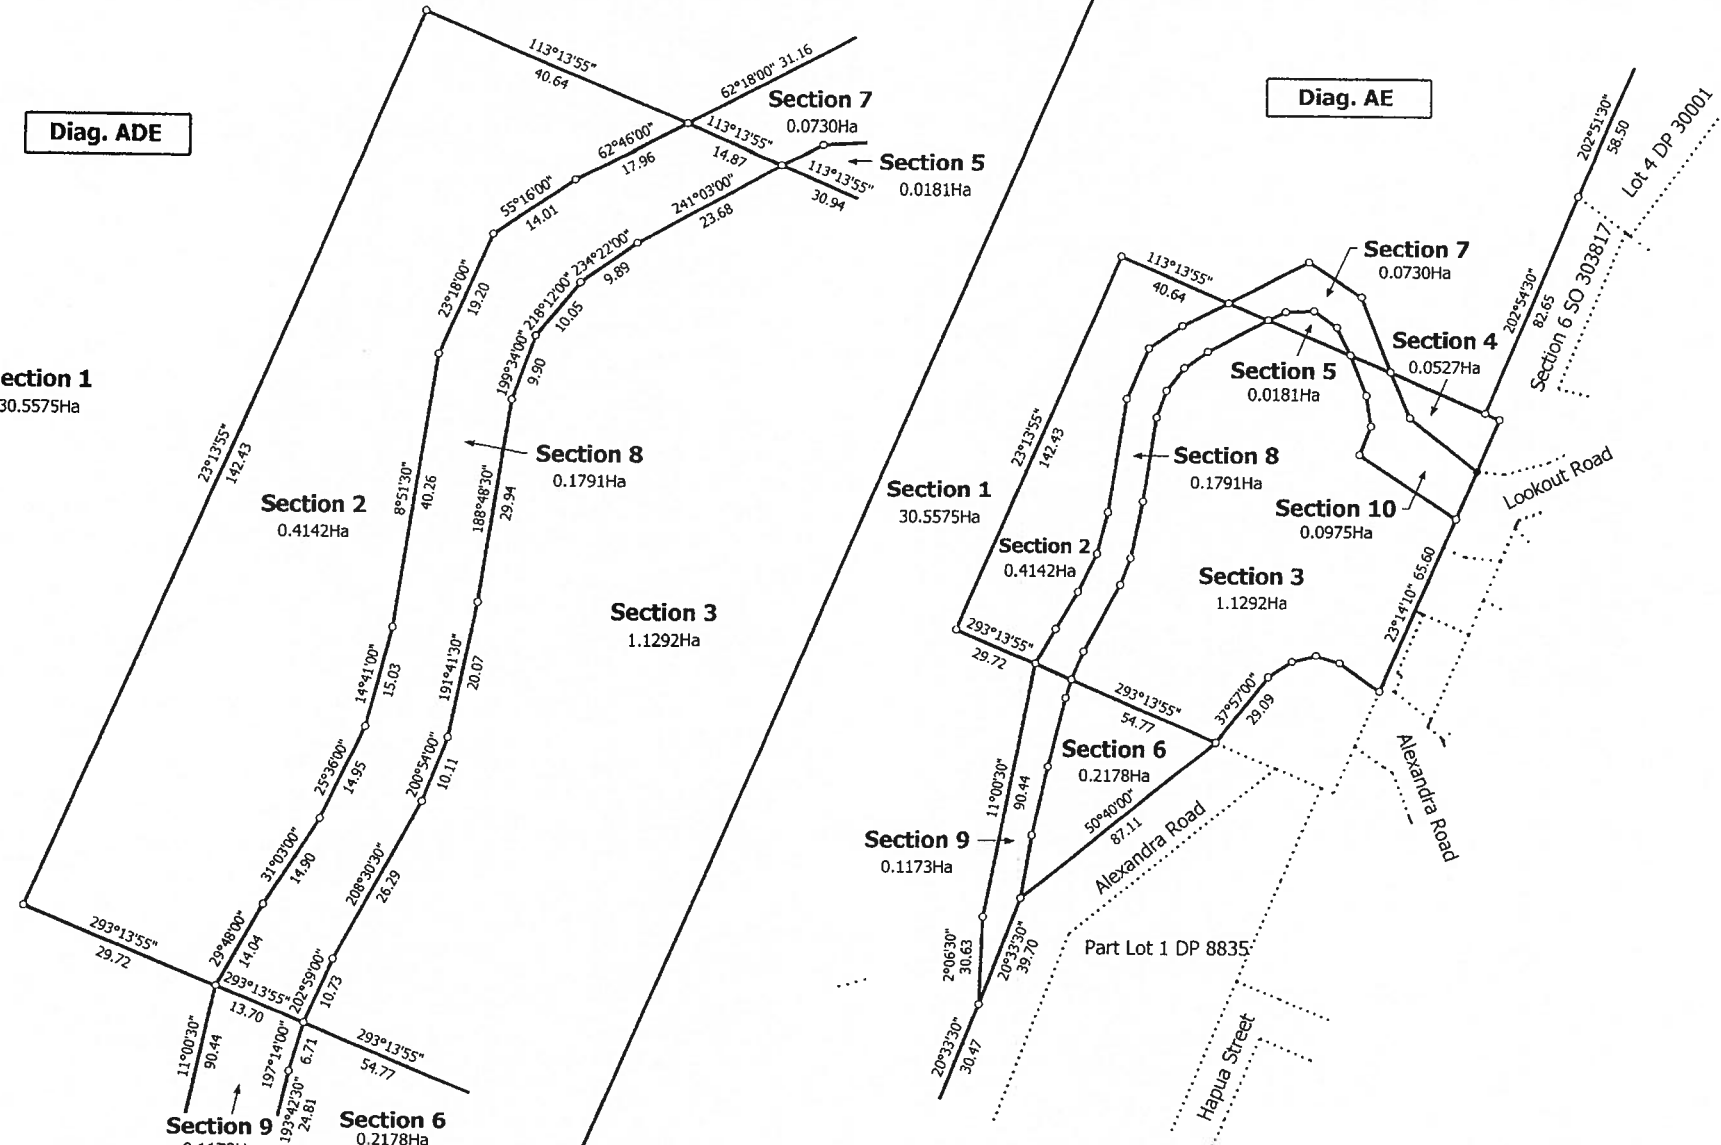 Diag. ADE
113°13'55"
40.64
62°18'00" 31.16
Section 7
0.0730Ha
62°46'00"
17.96
113°13'55"
14.87
Section 5
0.0181Ha
113°13'55"
30.94
55°16'00"
14.01
241°03'00"
23.68
234°22'00"
9.89
23°18'00"
19.20
218°12'00"
10.05
199°34'00"
9.90
ection 1
30.5575Ha
23°13'55"
142.43
Section 8
0.1791Ha
Section 2
0.4142Ha
8°51'30"
40.26
188°48'30"
29.94
Section 3
1.1292Ha
14°41'00"
15.03
191°41'30"
20.07
25°36'00"
14.95
200°54'00"
10.11
31°03'00"
14.90
208°30'30"
26.29
293°13'55"
29.72
29°48'00"
14.04
293°13'55"
13.70
202°59'00"
10.73
11°00'30"
90.44
197°14'00"
6.71
293°13'55"
54.77
193°42'30"
24.81
Section 9
Section 6
0.2178Ha
Diag. AE
202°51'30"
58.50
Lot 4 DP 30001
202°54'30"
82.65
Section 6 SO 303817
113°13'55"
40.64
Section 7
0.0730Ha
Section 4
0.0527Ha
Section 5
0.0181Ha
23°13'55"
142.43
Section 8
0.1791Ha
Section 1
30.5575Ha
Lookout Road
Section 10
0.0975Ha
Section 2
0.4142Ha
Section 3
1.1292Ha
23°14'10" 65.60
293°13'55"
29.72
293°13'55"
54.77
37°57'00"
29.09
Section 6
0.2178Ha
Alexandra Road
11°00'30"
90.44
50°40'00"
87.11
Alexandra Road
Section 9
0.1173Ha
2°06'30"
30.63
20°33'30"
39.70
Part Lot 1 DP 8835
20°33'30"
30.47
Hapua Street